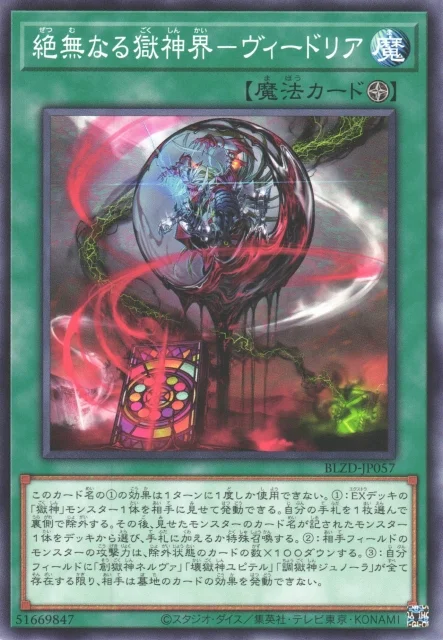 絶無なる獄神界－ヴィードリア
魔
【魔法カード】
BLZD-JP057
このカード名の①の効果は1ターンに1度しか使用できない。①：EXデッキの
「獄神」モンスター1体を相手に見せて発動できる。自分の手札を1枚選んで
裏側で除外する。その後、見せたモンスターのカード名が記されたモンスター
1体をデッキから選び、手札に加えるか特殊召喚する。②：相手フィールドの
モンスターの攻撃力は、除外状態のカードの数×100ダウンする。③：自分
フィールドに「創獄神ネルヴァ」「壊獄神ユピテル」「調獄神ジュノーラ」が全て
存在する限り、相手は墓地のカードの効果を発動できない。
51669847
©スタジオ・ダイス／集英社・テレビ東京・KONAMI